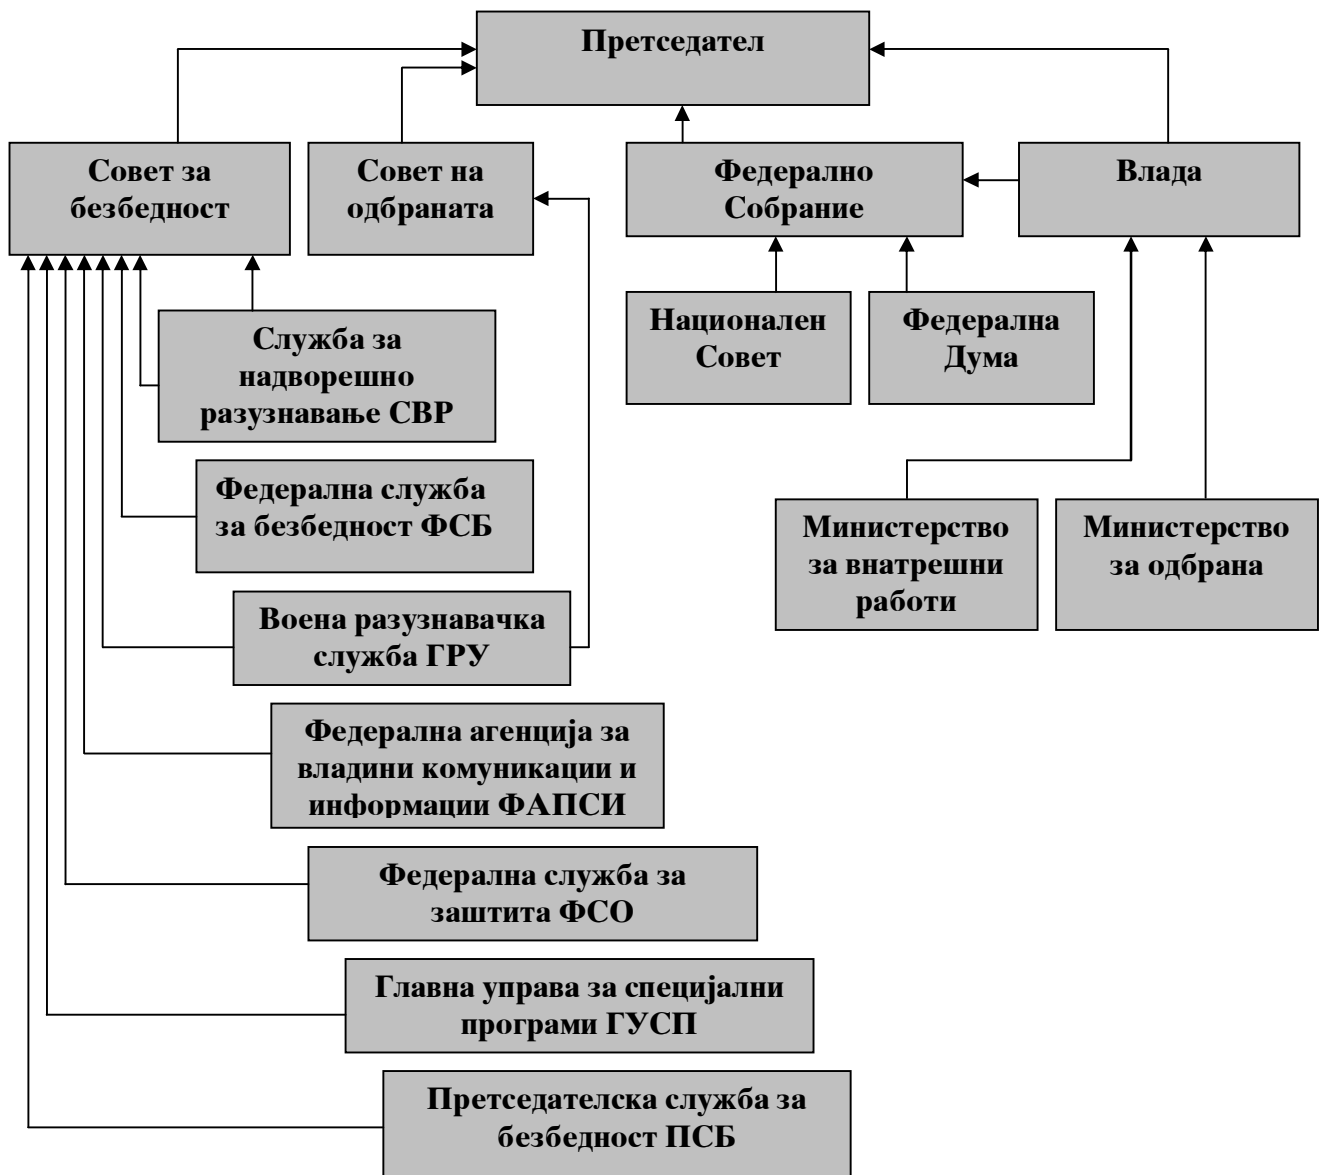 Претседател
Совет за
безбедност
Совет на
одбраната
Федерално
Собрание
Влада
Национален
Совет
Федерална
Дума
Служба за
надворешно
разузнавање СВР
Федерална служба
за безбедност ФСБ
Министерство
за внатрешни
работи
Министерство
за одбрана
Воена разузнавачка
служба ГРУ
Федерална агенција за
владини комуникации и
информации ФАПСИ
Федерална служба за
заштита ФСО
Главна управа за специјални
програми ГУСП
Претседателска служба за
безбедност ПСБ